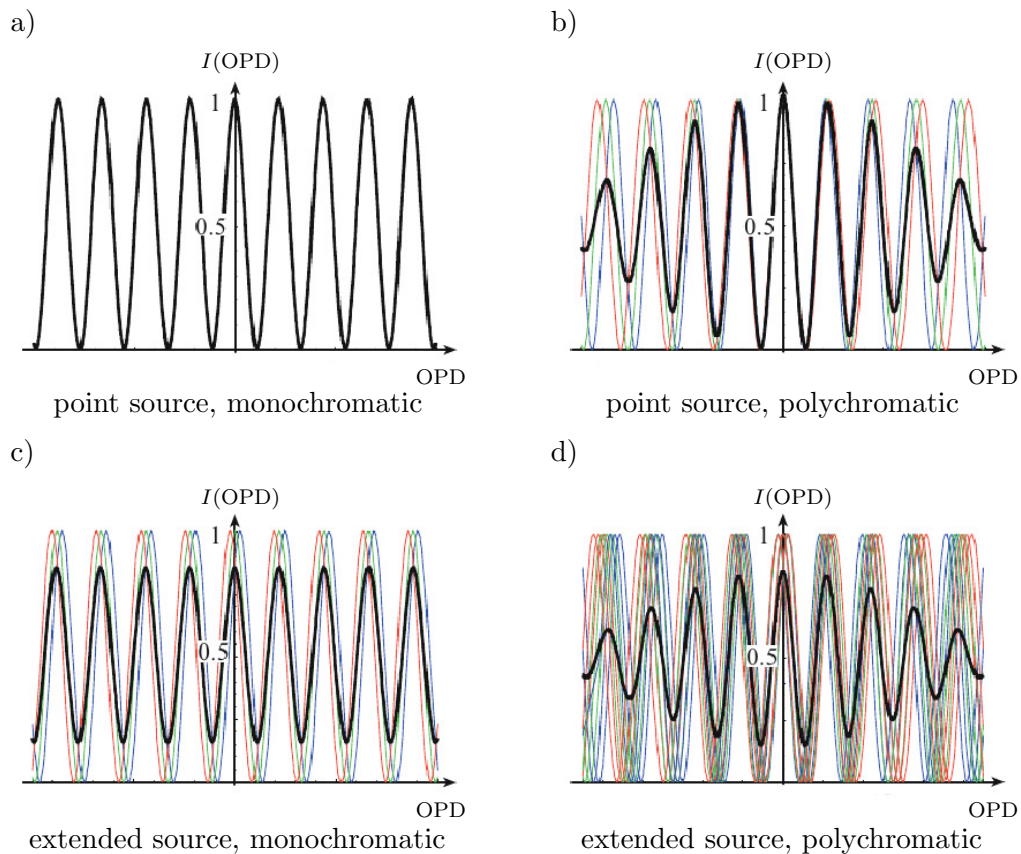 a)
I(OPD)
1
0.5
OPD
point source, monochromatic
b)
I(OPD)
1
0.5
OPD
point source, polychromatic
c)
I(OPD)
1
0.5
OPD
extended source, monochromatic
d)
I(OPD)
1
0.5
OPD
extended source, polychromatic